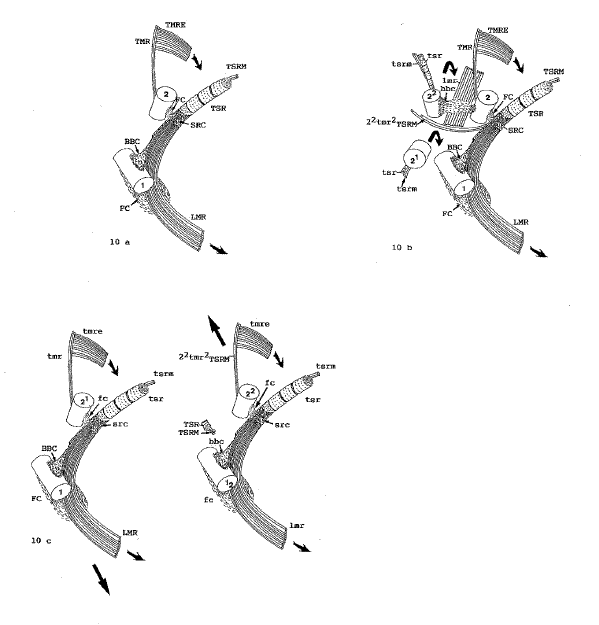 TMRE
TMR
TSRM
2
FC
TSR
SRC
BBC
1
FC
LMR
10 a
TMRE
tsr
tsrm
TMR
lmr
bbc
TSRM
2²
2
FC
TSR
2²tmr²TSRM
SRC
BBC
2¹
tsr
1
tsrm
FC
LMR
10 b
tmre
tmr
tsrm
fc
2¹
tsr
src
BBC
1
FC
LMR
10 c
tmre
2²tmr²TSRM
tsrm
fc
2²
tsr
TSR
src
TSRM
bbc
1₂
fc
lmr